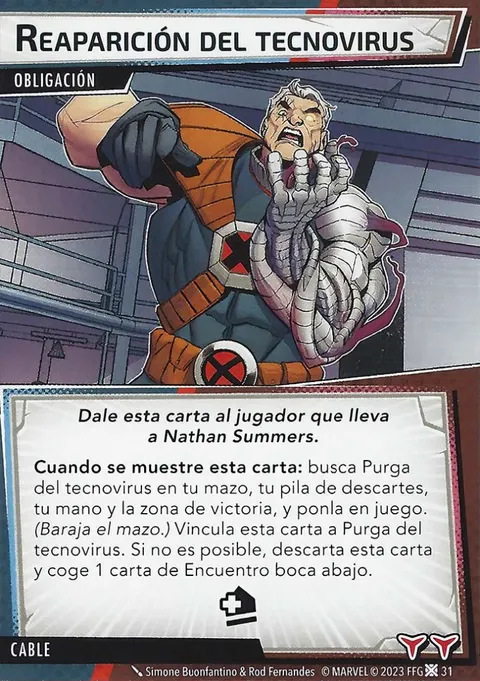 REAPARICIÓN DEL TECNOVIRUS
OBLIGACIÓN
Dale esta carta al jugador que lleva
a Nathan Summers.
Cuando se muestre esta carta: busca Purga
del tecnovirus en tu mazo, tu pila de descartes,
tu mano y la zona de victoria, y ponla en juego.
(Baraja el mazo.) Vincula esta carta a Purga del
tecnovirus. Si no es posible, descarta esta carta
y coge 1 carta de Encuentro boca abajo.
CABLE
Simone Buonfantino & Rod Fernandes © MARVEL © 2023 FFG 31